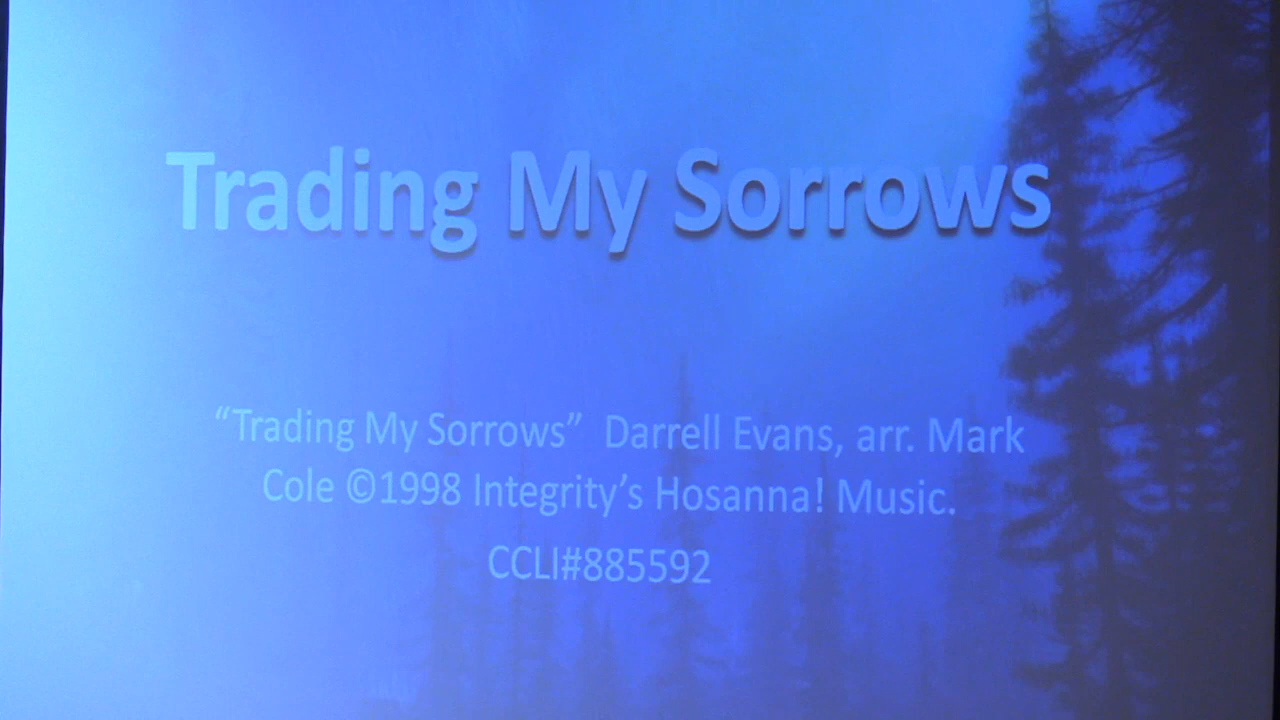 Trading My Sorrows
“Trading My Sorrows”  Darrell Evans, arr. Mark
Cole ©1998 Integrity’s Hosanna! Music.
CCLI#885592